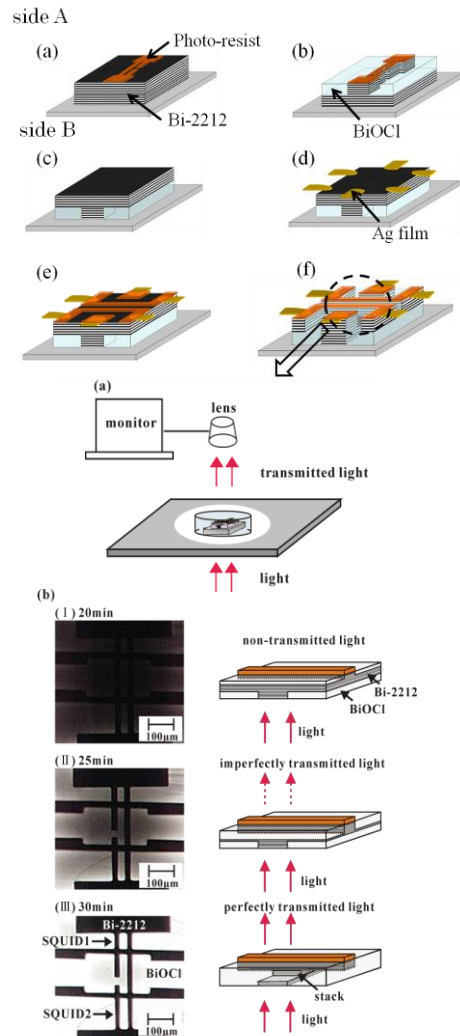 side A
(a)
Photo-resist
Bi-2212
(b)
BiOCl
side B
(c)
(d)
Ag film
(e)
(f)
(a)
monitor
lens
transmitted light
light
(b)
(Ⅰ) 20min
100μm
non-transmitted light
Bi-2212
BiOCl
light
(Ⅱ) 25min
100μm
imperfectly transmitted light
light
(Ⅲ) 30min
Bi-2212
SQUID1
BiOCl
SQUID2
100μm
perfectly transmitted light
stack
light